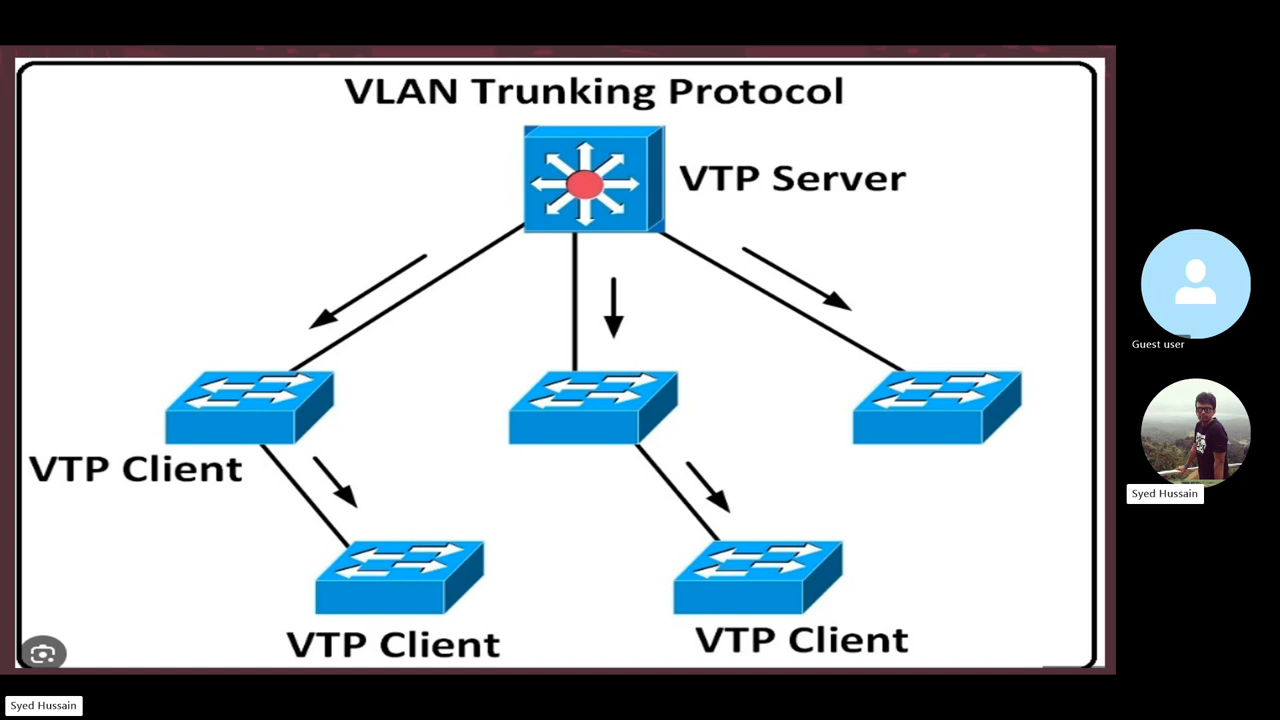 VLAN Trunking Protocol
VTP Server
VTP Client
VTP Client
VTP Client
Guest user
Syed Hussain
Syed Hussain